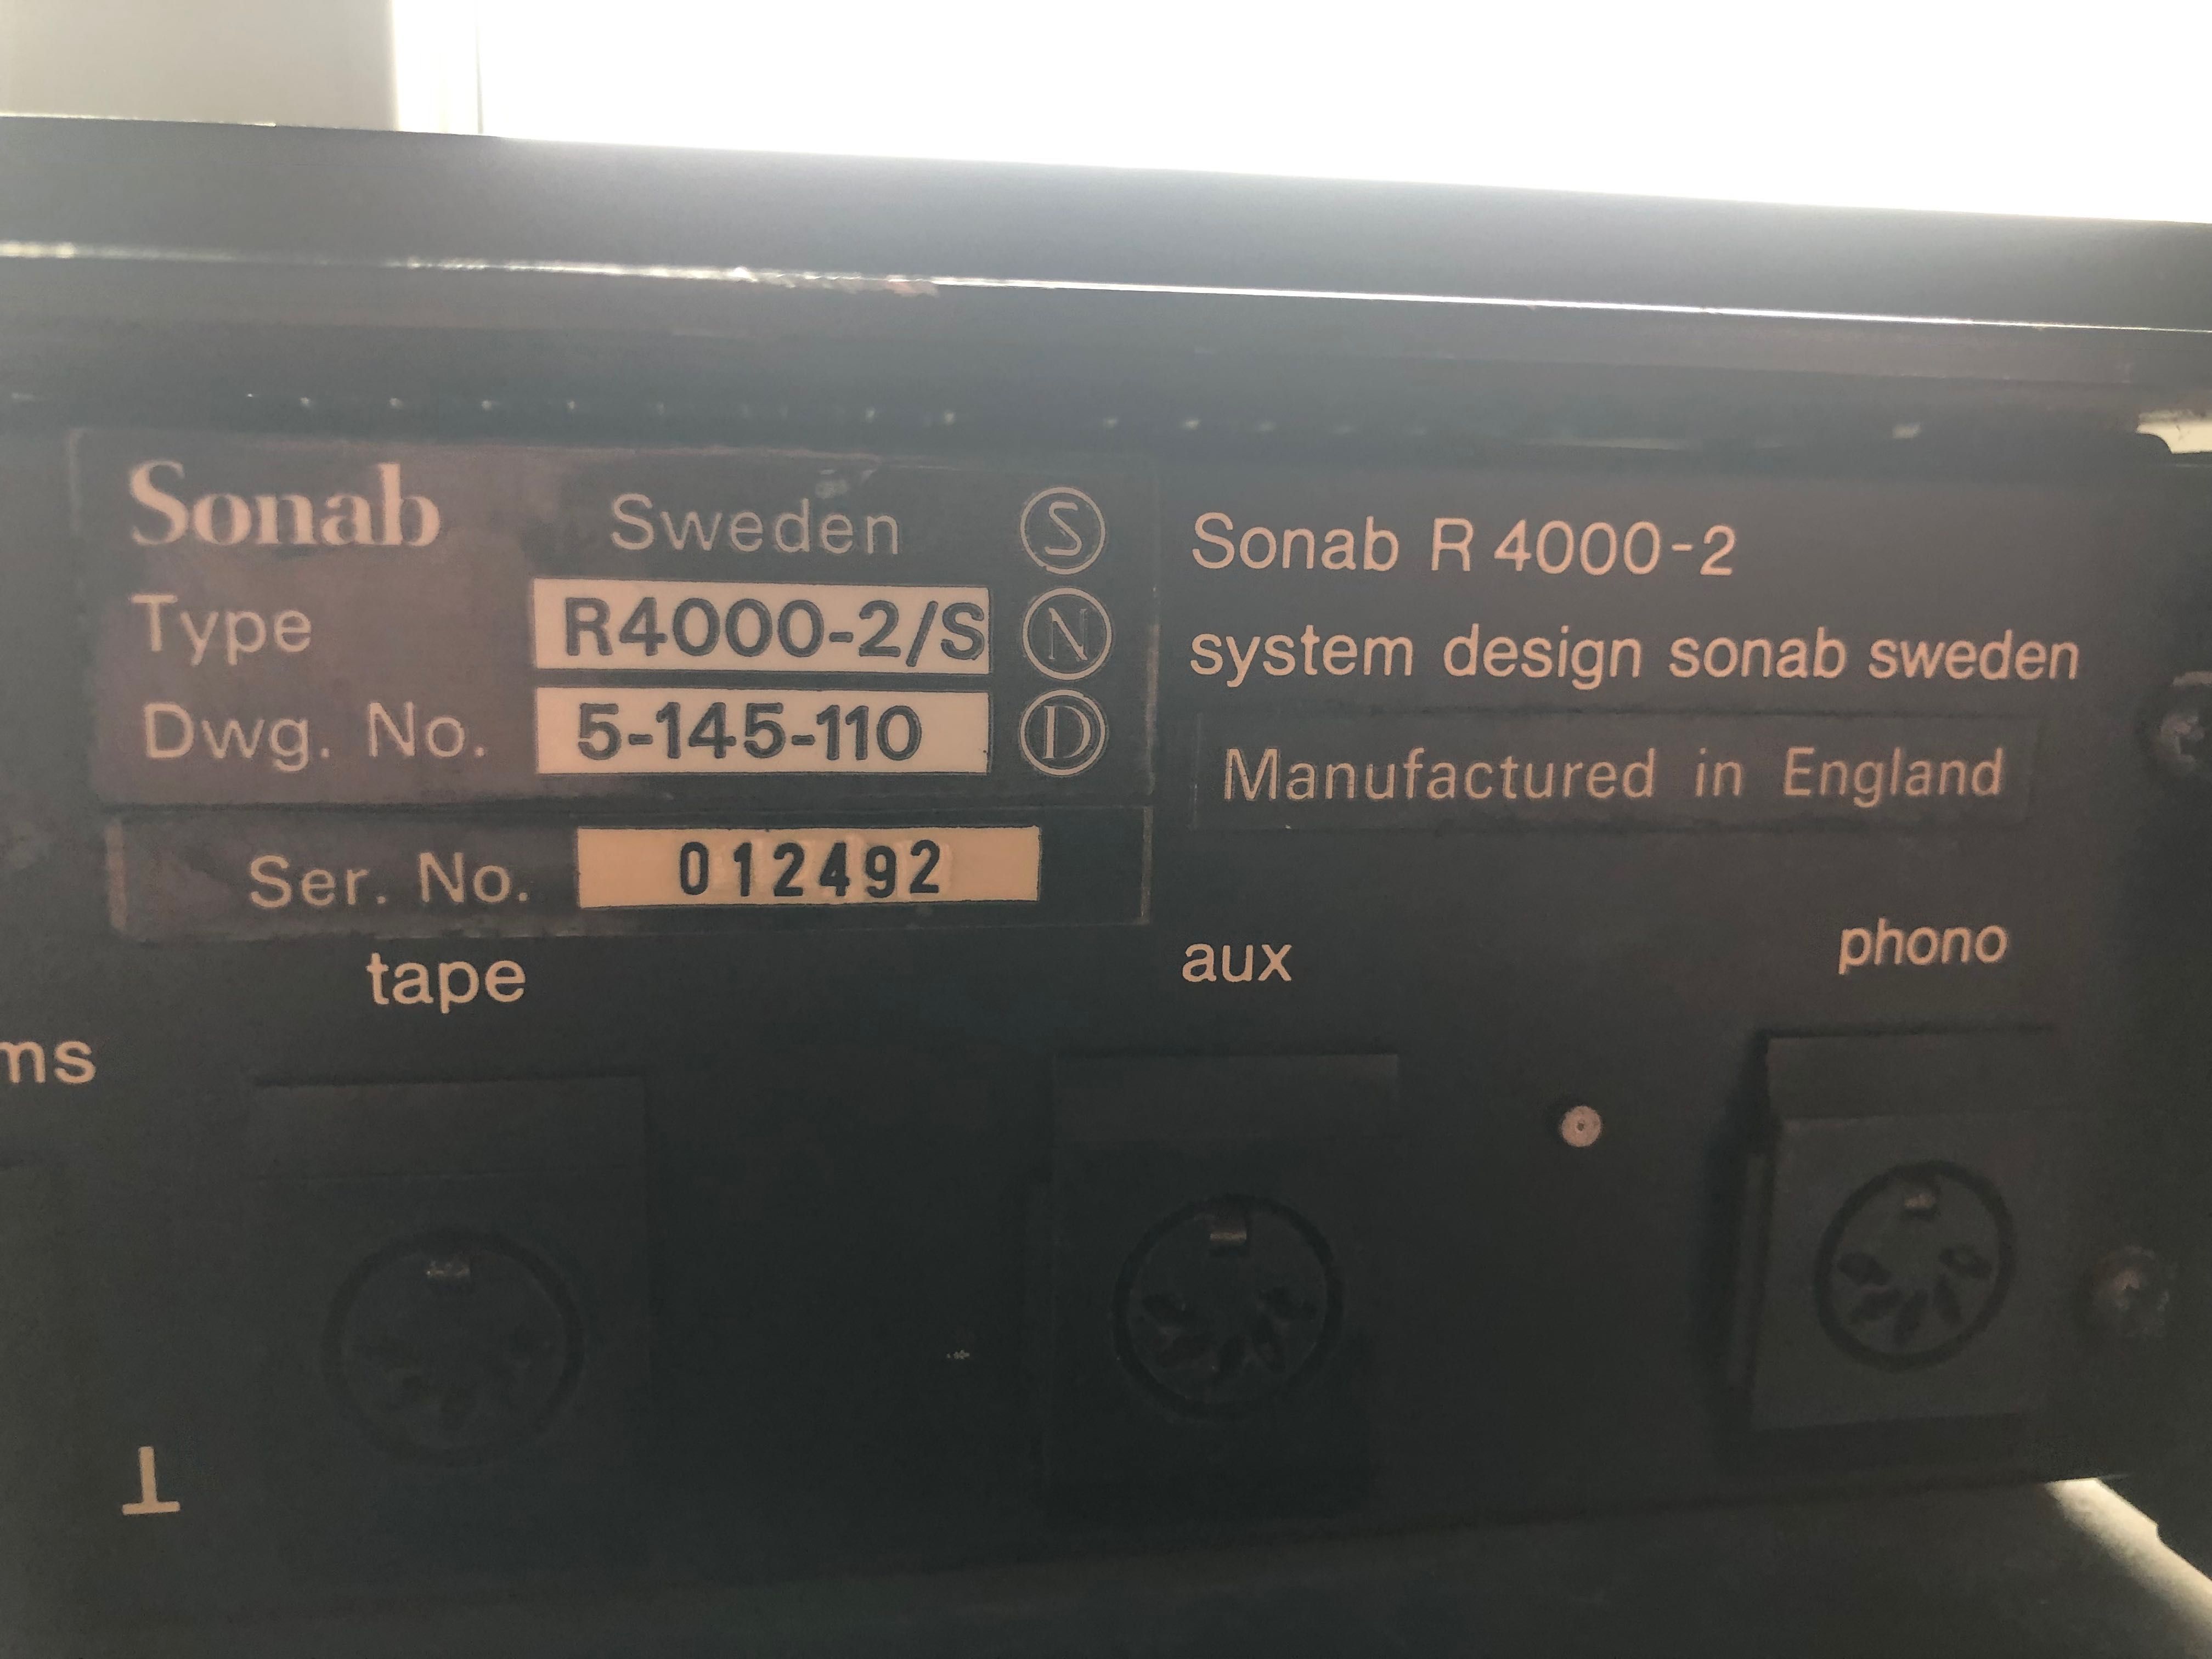 Sonab Sweden S
Type R4000-2/S N
Dwg. No. 5-145-110 D
Ser. No. 012492
Sonab R 4000-2
system design sonab sweden
Manufactured in England
tape aux phono
ms